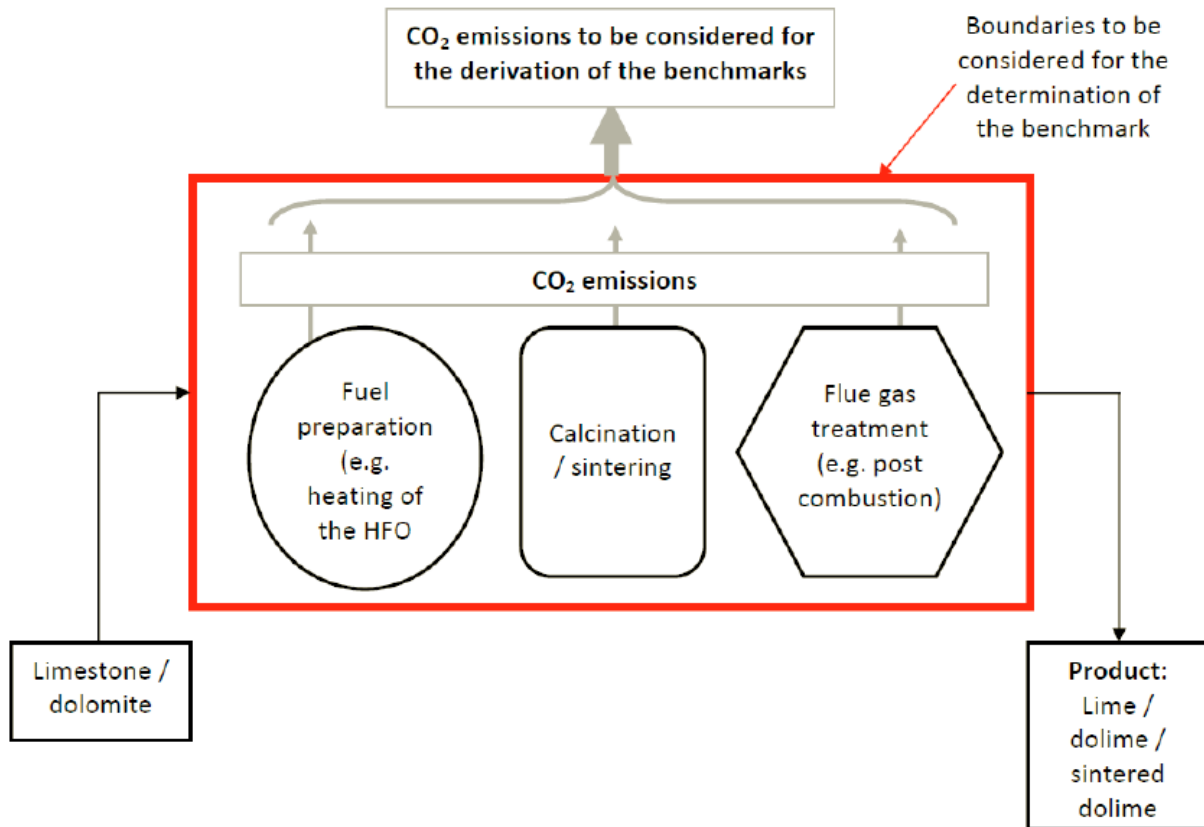 CO₂ emissions to be considered for
the derivation of the benchmarks
Boundaries to be
considered for the
determination of
the benchmark
CO₂ emissions
Fuel
preparation
(e.g.
heating of
the HFO
Calcination
/ sintering
Flue gas
treatment
(e.g. post
combustion)
Limestone /
dolomite
Product:
Lime /
dolime /
sintered
dolime